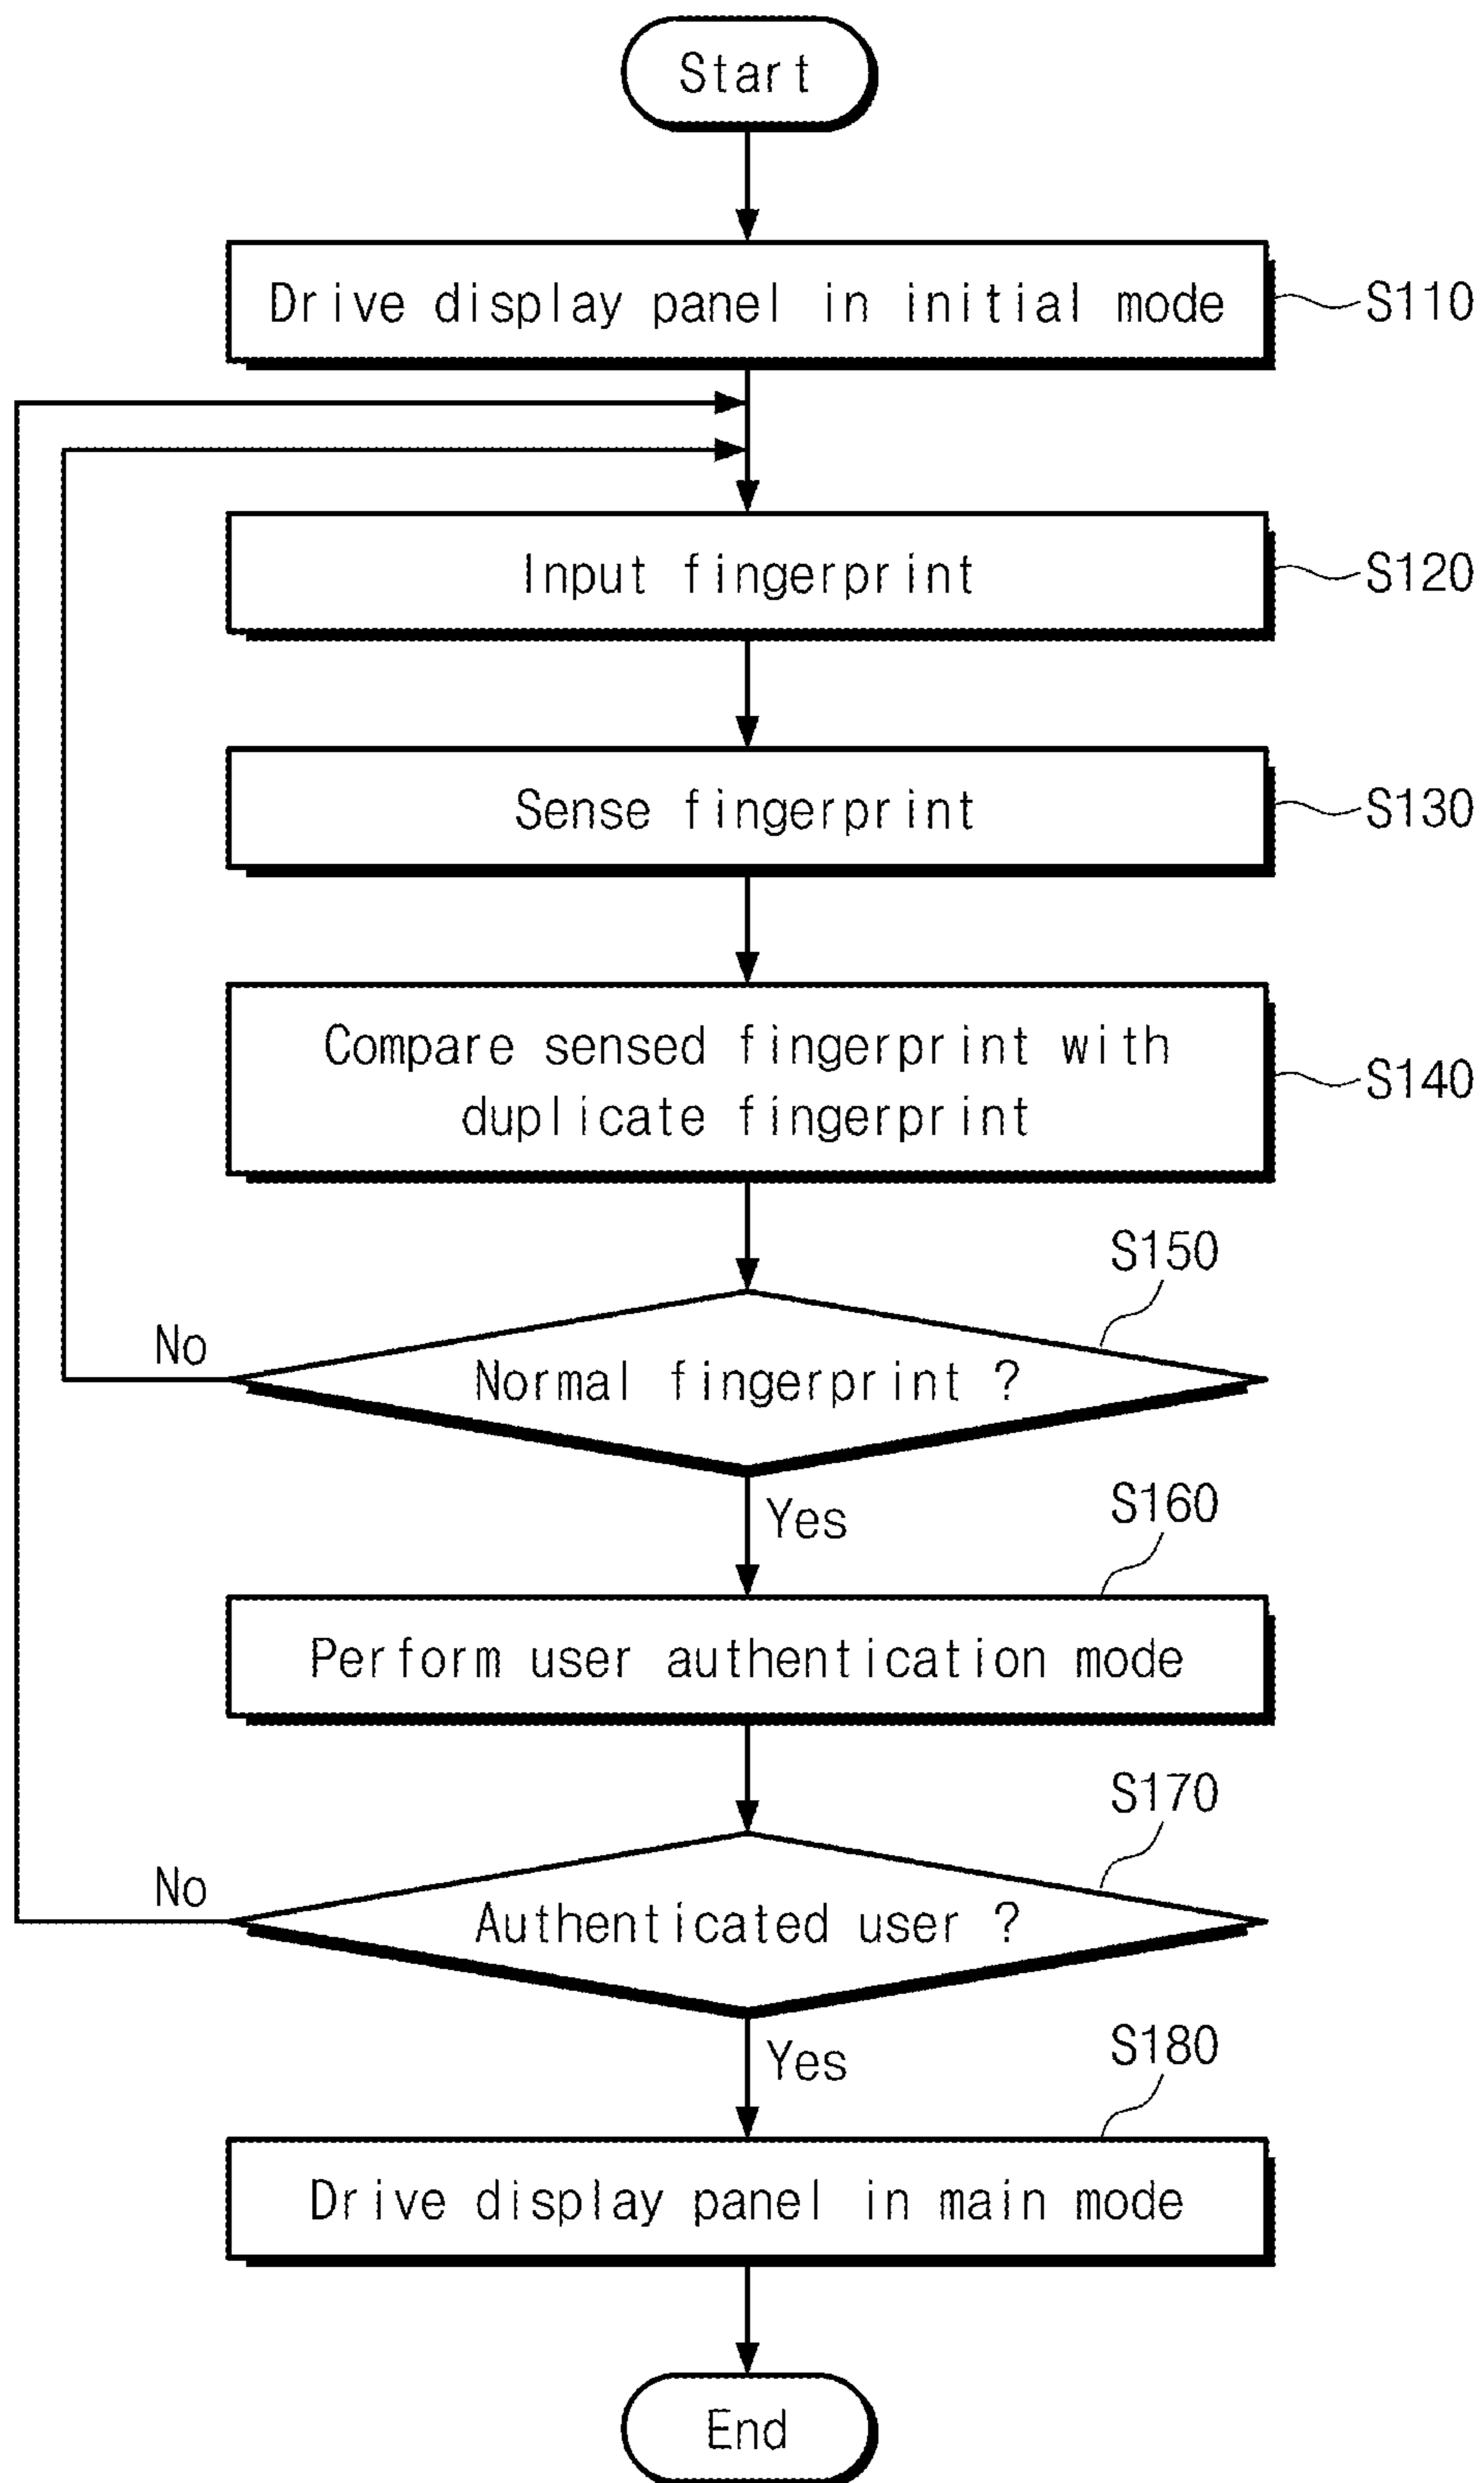 Start
Drive display panel in initial mode
S110
Input fingerprint
S120
Sense fingerprint
S130
Compare sensed fingerprint with
duplicate fingerprint
S140
S150
No
Normal fingerprint ?
Yes
S160
Perform user authentication mode
S170
No
Authenticated user ?
Yes
S180
Drive display panel in main mode
End